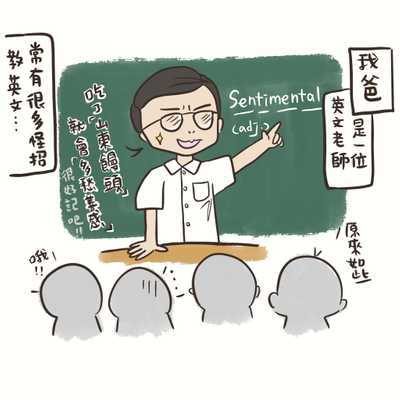 我爸
是一位
英文老師
常有很多怪招
教英文…
Sentimental
(adj.)
吃了「山東饅頭」
就會「多愁善感」
很好記吧!!
哦!!
原來如此